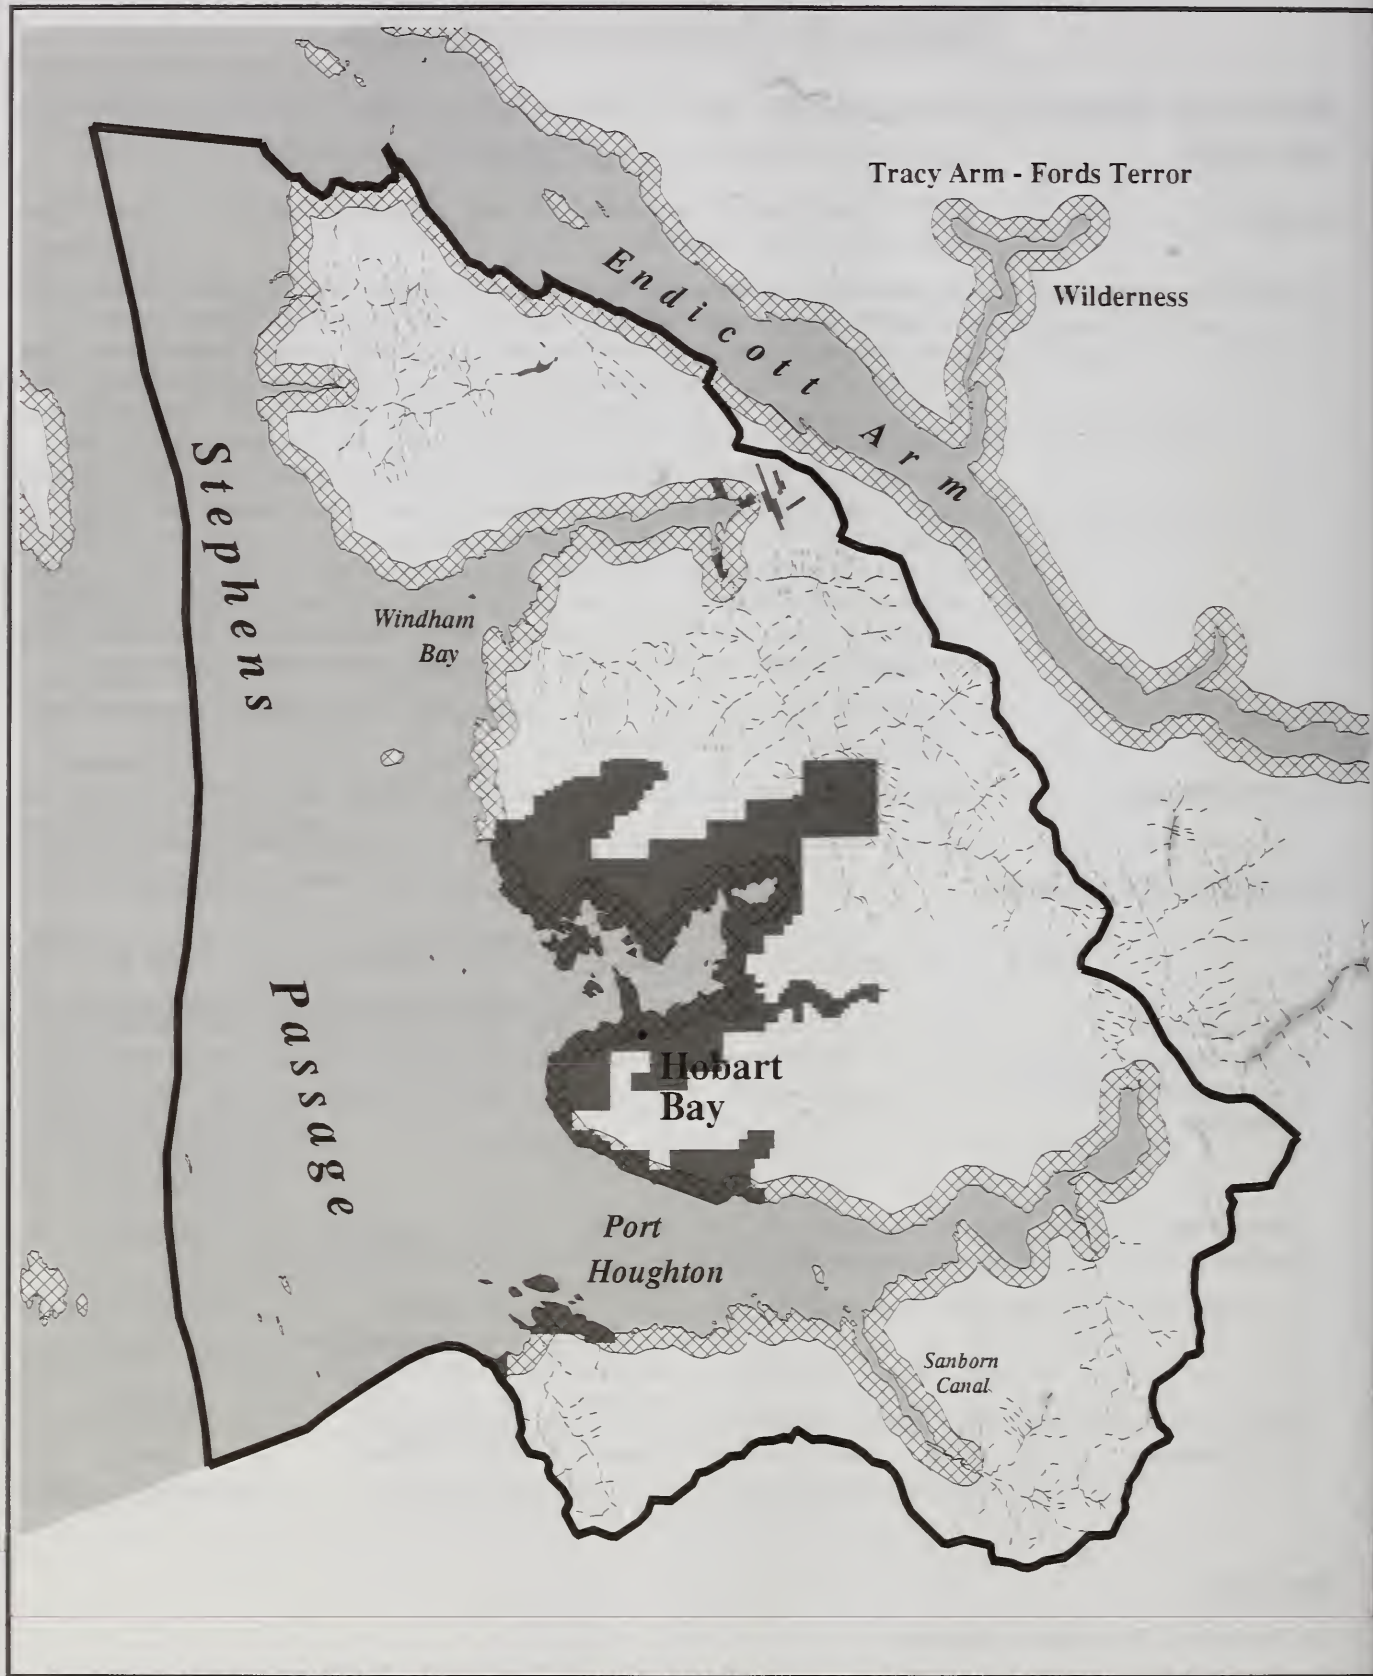 Tracy Arm - Fords Terror
Wilderness
Endicott Arm
Stephens
Passage
Windham
Bay
Hobart
Bay
Port
Houghton
Sanborn
Canal